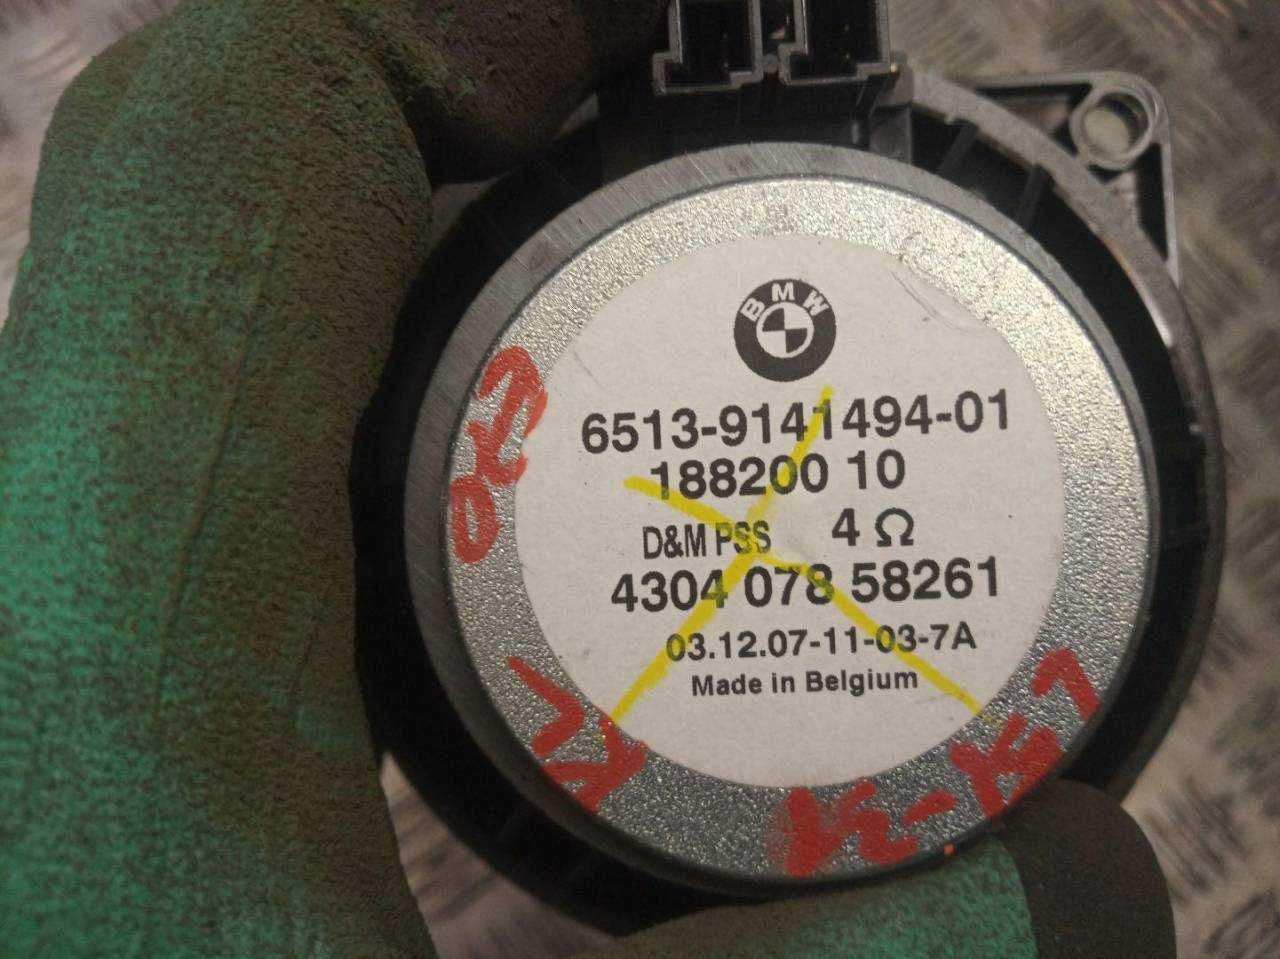 BMW
6513-9141494-01
188200 10
D&M PSS 4 Ω
4304 078 58261
03.12.07-11-03-7A
Made in Belgium